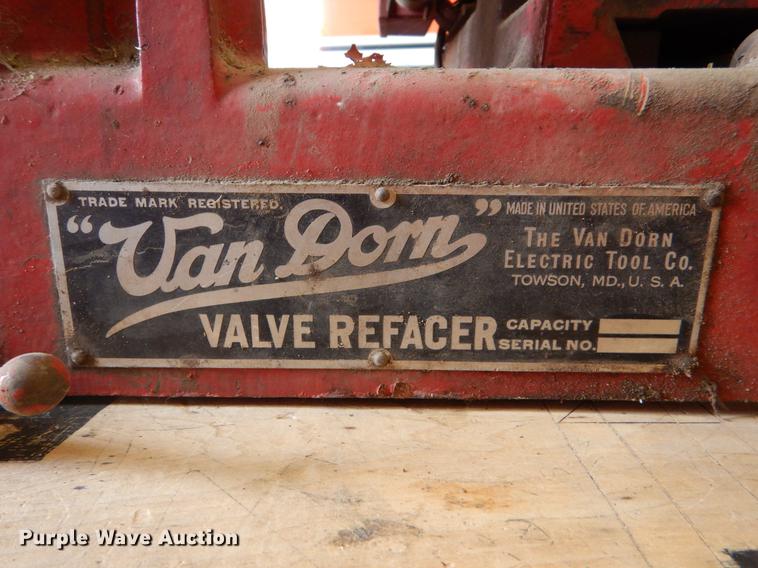 TRADE MARK REGISTERED.
"Van Dorn"
MADE IN UNITED STATES OF AMERICA
THE VAN DORN
ELECTRIC TOOL CO.
TOWSON, MD., U. S. A.
VALVE REFACER
CAPACITY
SERIAL NO.
Purple Wave Auction